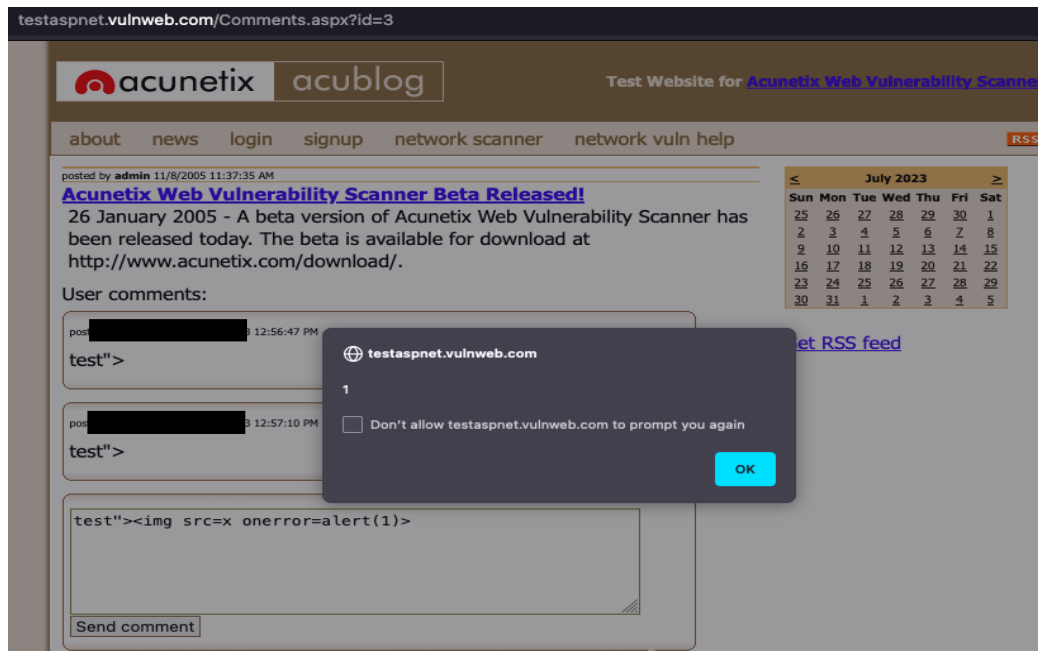 testaspnet.vulnweb.com/Comments.aspx?id=3
acunetix acublog
Test Website for Acunetix Web Vulnerability Scanne
about news login signup network scanner network vuln help
RSS
posted by admin 11/8/2005 11:37:35 AM
Acunetix Web Vulnerability Scanner Beta Released!
26 January 2005 - A beta version of Acunetix Web Vulnerability Scanner has
been released today. The beta is available for download at
http://www.acunetix.com/download/.
User comments:
pos 3 12:56:47 PM
test">
pos 3 12:57:10 PM
test">
test"><img src=x onerror=alert(1)>
Send comment
testaspnet.vulnweb.com
1
Don't allow testaspnet.vulnweb.com to prompt you again
OK
< July 2023 >
Sun Mon Tue Wed Thu Fri Sat
25 26 27 28 29 30 1
2 3 4 5 6 7 8
9 10 11 12 13 14 15
16 17 18 19 20 21 22
23 24 25 26 27 28 29
30 31 1 2 3 4 5
et RSS feed